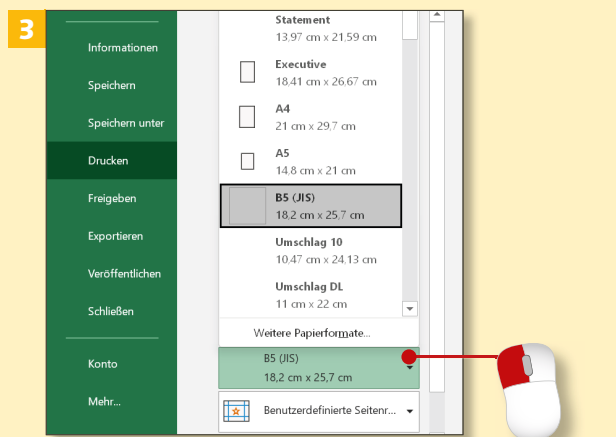 3
Informationen
Speichern
Speichern unter
Drucken
Freigeben
Exportieren
Veröffentlichen
Schließen
Konto
Mehr...
Statement
13,97 cm x 21,59 cm
Executive
18,41 cm x 26,67 cm
A4
21 cm x 29,7 cm
A5
14,8 cm x 21 cm
B5 (JIS)
18,2 cm x 25,7 cm
Umschlag 10
10,47 cm x 24,13 cm
Umschlag DL
11 cm x 22 cm
Weitere Papierformate...
B5 (JIS)
18,2 cm x 25,7 cm
Benutzerdefinierte Seitenr...